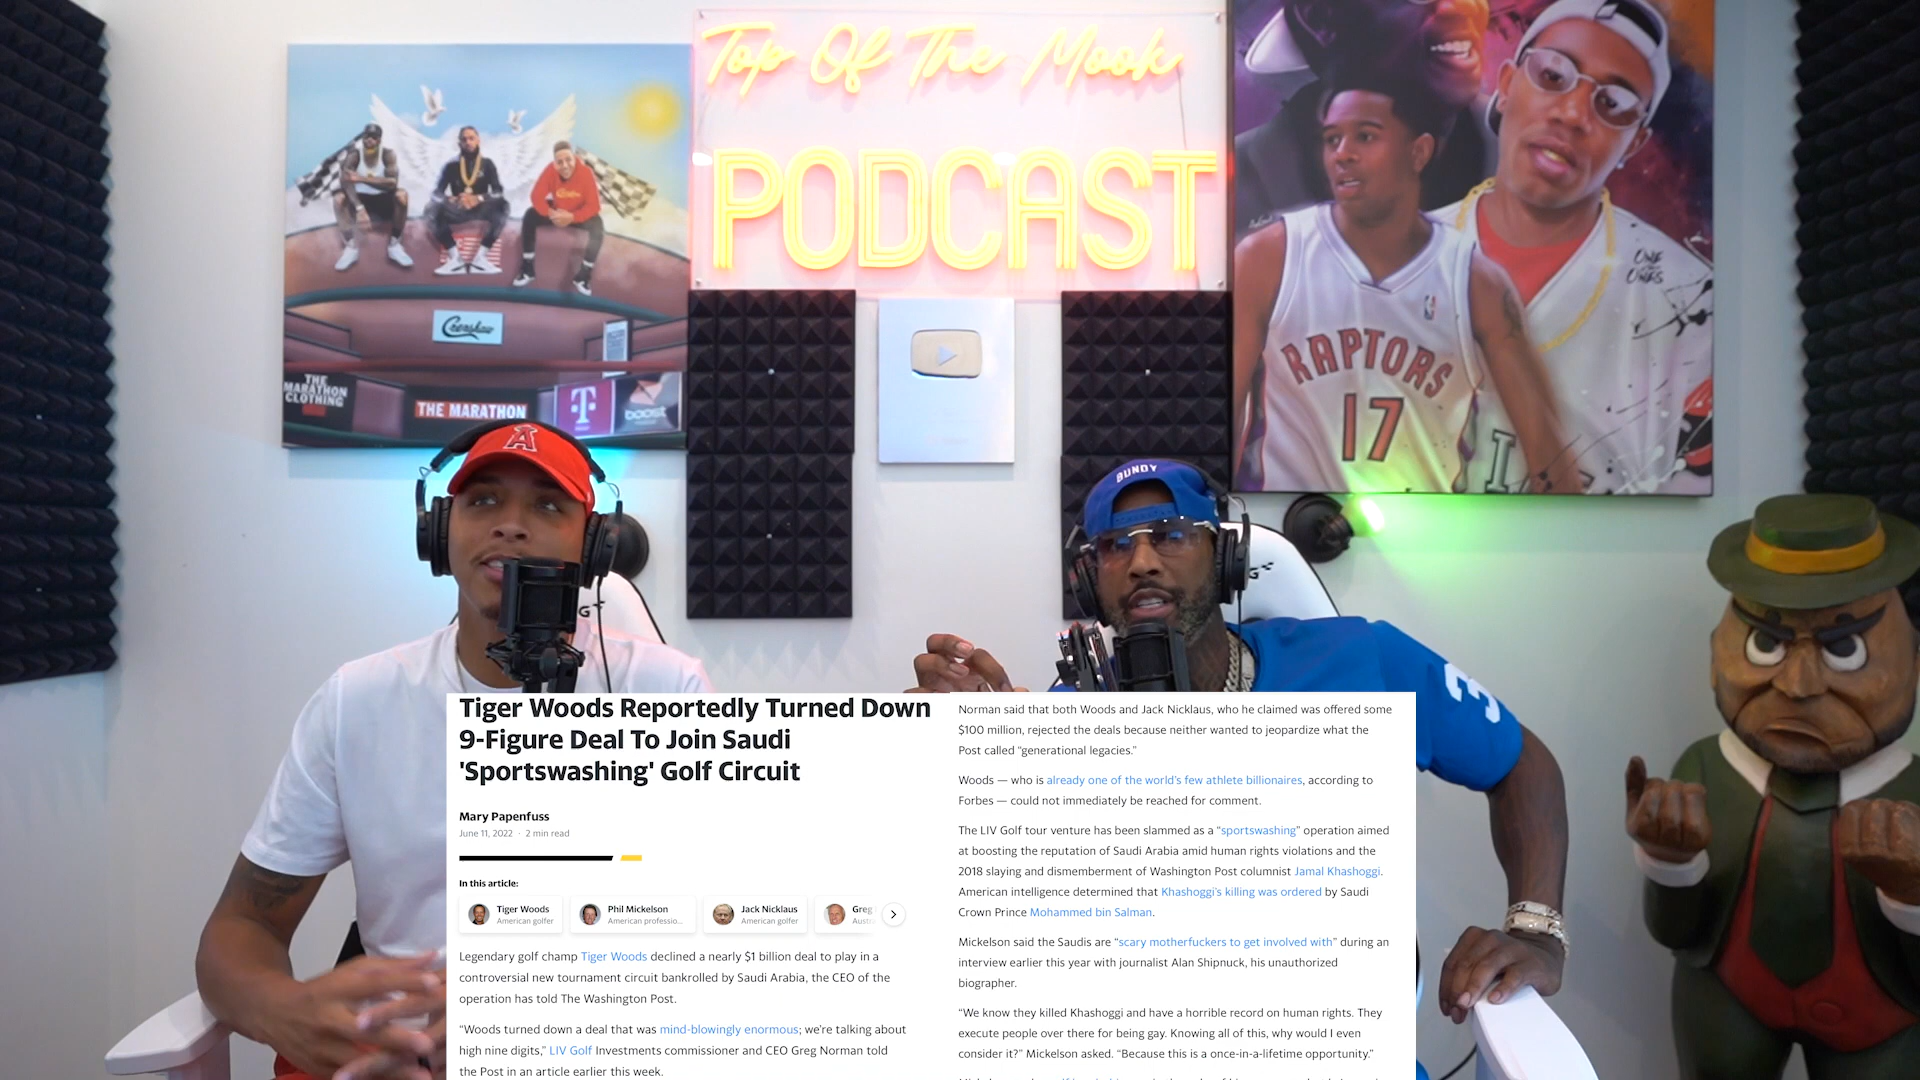 Top Of The Mook
PODCAST
Crenshaw
THE
MARATHON
CLOTHING
THE MARATHON
T
boost
ONE
OF
ONES
RAPTORS
17
A
BUNDY
3
Tiger Woods Reportedly Turned Down
9-Figure Deal To Join Saudi
'Sportswashing' Golf Circuit
Mary Papenfuss
June 11, 2022 · 2 min read
In this article:
Tiger Woods
American golfer
Phil Mickelson
American professio...
Jack Nicklaus
American golfer
Greg
Austra
Legendary golf champ Tiger Woods declined a nearly $1 billion deal to play in a
controversial new tournament circuit bankrolled by Saudi Arabia, the CEO of the
operation has told The Washington Post.
“Woods turned down a deal that was mind-blowingly enormous; we’re talking about
high nine digits,” LIV Golf Investments commissioner and CEO Greg Norman told
the Post in an article earlier this week.
Norman said that both Woods and Jack Nicklaus, who he claimed was offered some
$100 million, rejected the deals because neither wanted to jeopardize what the
Post called “generational legacies.”
Woods — who is already one of the world’s few athlete billionaires, according to
Forbes — could not immediately be reached for comment.
The LIV Golf tour venture has been slammed as a “sportswashing” operation aimed
at boosting the reputation of Saudi Arabia amid human rights violations and the
2018 slaying and dismemberment of Washington Post columnist Jamal Khashoggi.
American intelligence determined that Khashoggi’s killing was ordered by Saudi
Crown Prince Mohammed bin Salman.
Mickelson said the Saudis are “scary motherfuckers to get involved with” during an
interview earlier this year with journalist Alan Shipnuck, his unauthorized
biographer.
“We know they killed Khashoggi and have a horrible record on human rights. They
execute people over there for being gay. Knowing all of this, why would I even
consider it?” Mickelson asked. “Because this is a once-in-a-lifetime opportunity.”